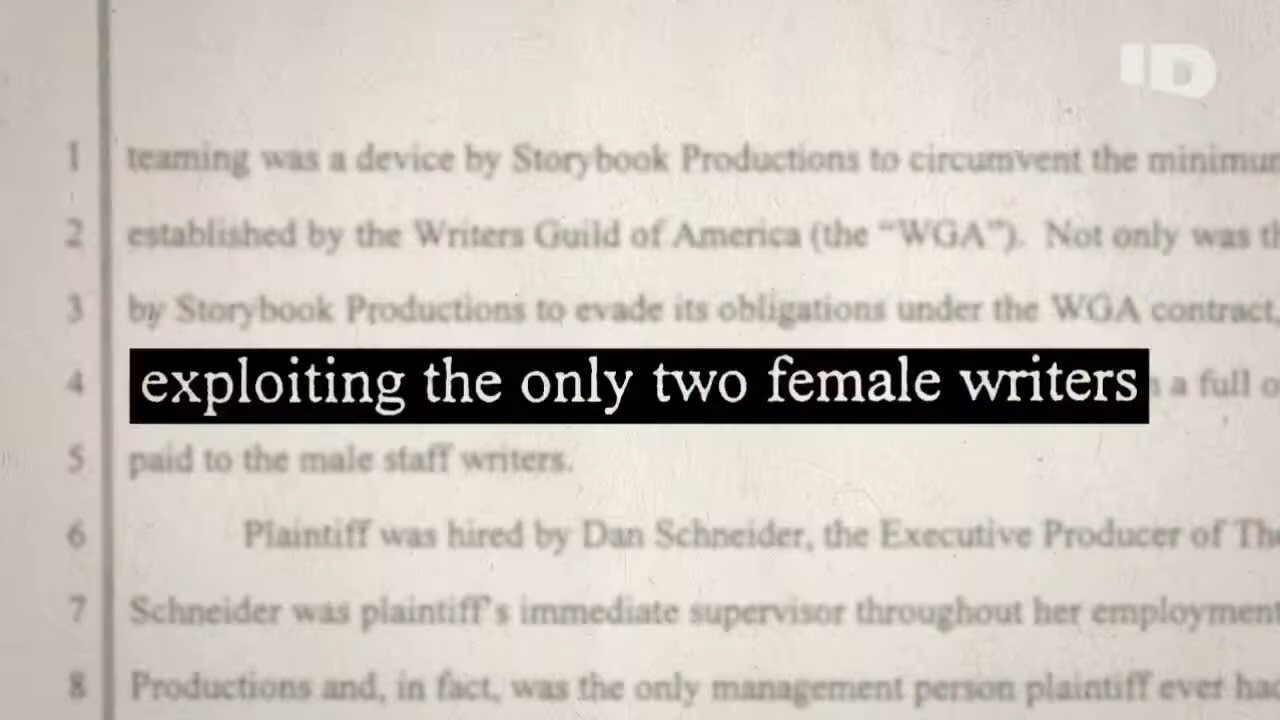 ID
1 teaming was a device by Storybook Productions to circumvent the
2 established by the Writers Guild of America (the “WGA”). Not only was
3 by Storybook Productions to evade its obligations under the WGA contract,
4 exploiting the only two female writers a full
5 paid to the male staff writers.
6 Plaintiff was hired by Dan Schneider, the Executive Producer of
7 Schneider was plaintiff's immediate supervisor throughout her employment
8 Productions and, in fact, was the only management person plaintiff ever